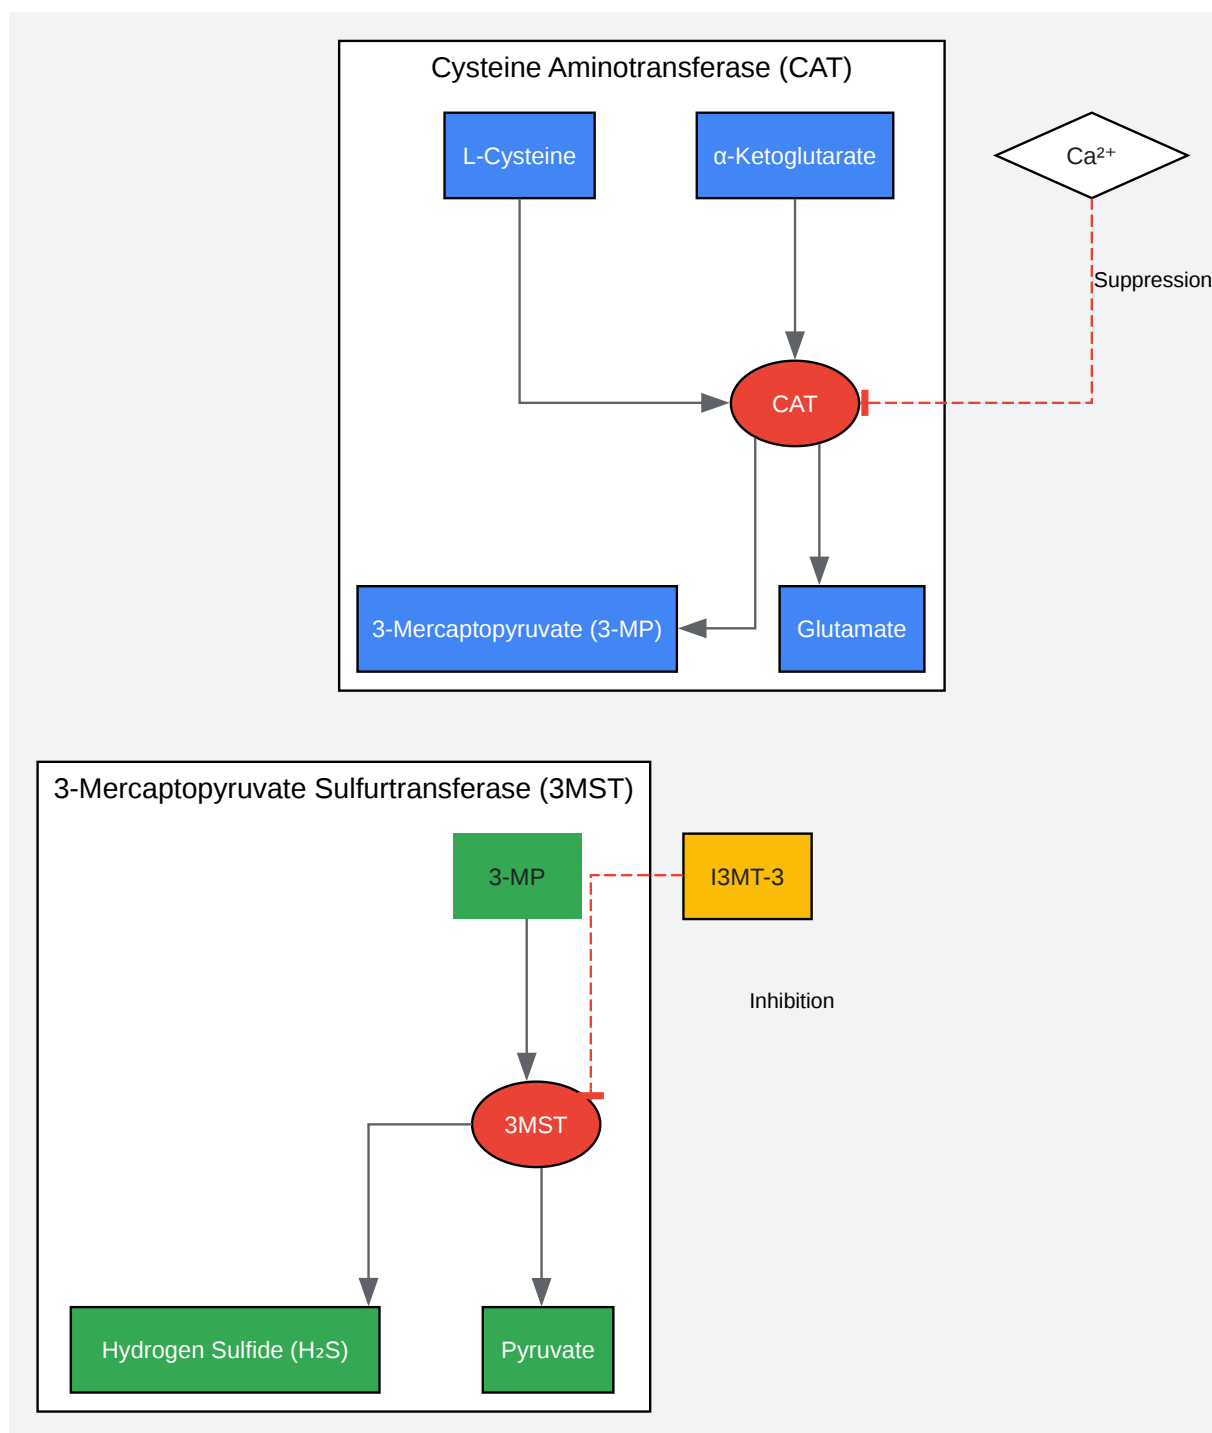 Cysteine Aminotransferase (CAT)
L-Cysteine
α-Ketoglutarate
Ca²⁺
Suppression
CAT
3-Mercaptopyruvate (3-MP)
Glutamate
3-Mercaptopyruvate Sulfurtransferase (3MST)
3-MP
I3MT-3
Inhibition
3MST
Hydrogen Sulfide (H₂S)
Pyruvate